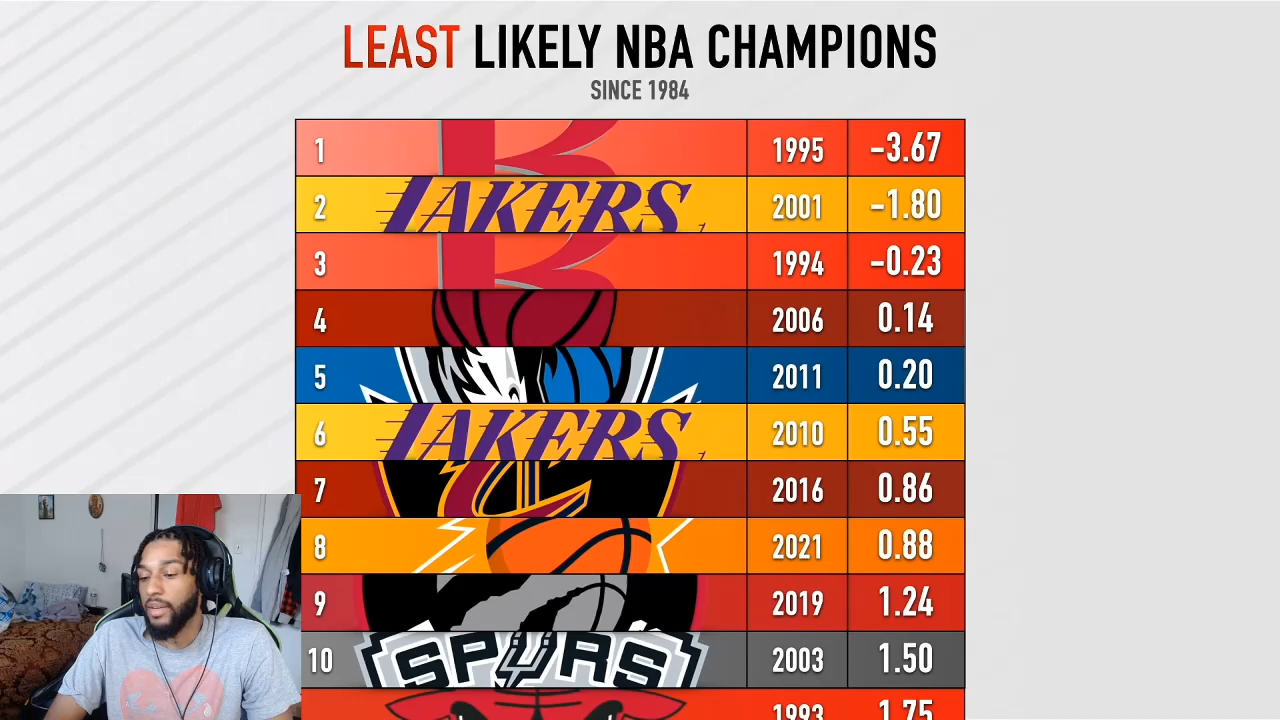 LEAST LIKELY NBA CHAMPIONS
SINCE 1984
1 1995 -3.67
2 LAKERS 2001 -1.80
3 1994 -0.23
4 2006 0.14
5 2011 0.20
6 LAKERS 2010 0.55
7 2016 0.86
8 2021 0.88
9 2019 1.24
10 SPURS 2003 1.50
1993 1.75